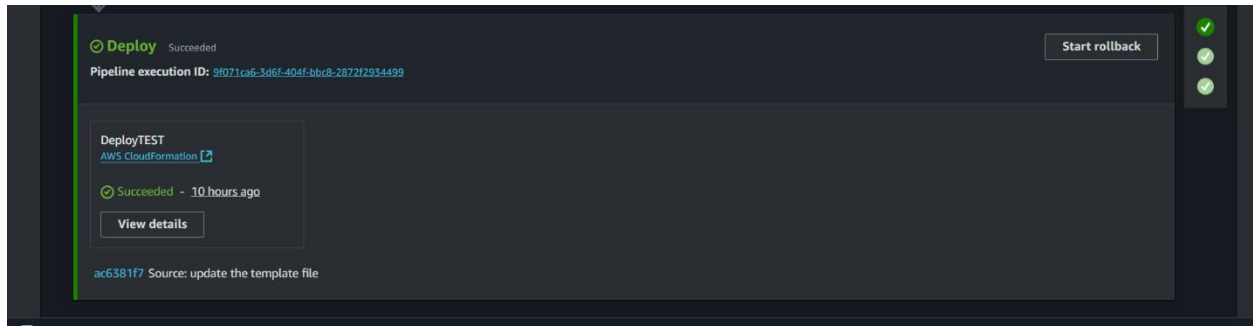 Deploy Succeeded
Start rollback
Pipeline execution ID: 9f071ca6-3d6f-404f-bbc8-2872f2934499
DeployTEST
AWS CloudFormation
Succeeded - 10 hours ago
View details
ac6381f7 Source: update the template file